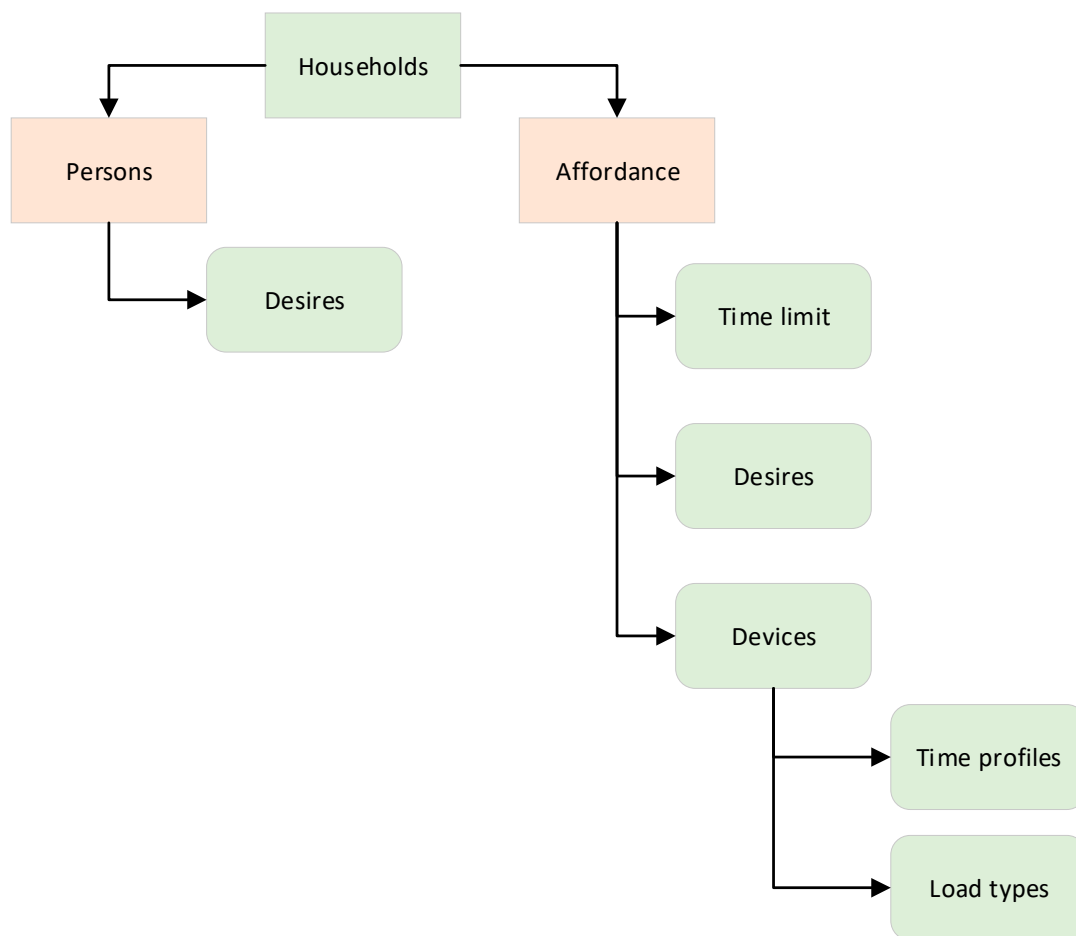 Households
Persons
Affordance
Desires
Time limit
Desires
Devices
Time profiles
Load types